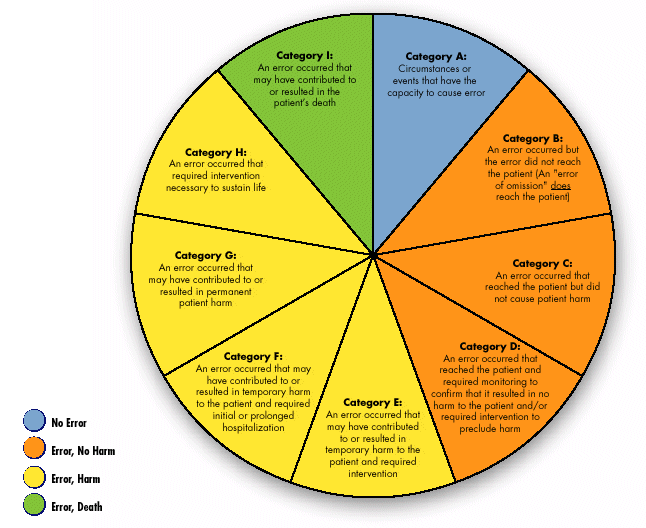 Category I:
An error occurred that
may have contributed to
or resulted in the
patient's death
Category A:
Circumstances or
events that have the
capacity to cause error
Category B:
An error occurred but
the error did not reach
the patient (An "error
of omission" does
reach the patient)
Category H:
An error occurred that
required intervention
necessary to sustain life
Category C:
An error occurred that
reached the patient but did
not cause patient harm
Category G:
An error occurred that
may have contributed to or
resulted in permanent
patient harm
Category D:
An error occurred that
reached the patient and
required monitoring to
confirm that it resulted in no
harm to the patient and/or
required intervention to
preclude harm
Category F:
An error occurred that may
have contributed to or
resulted in temporary harm
to the patient and required
initial or prolonged
hospitalization
Category E:
An error occurred that
may have contributed
to or resulted in
temporary harm to the
patient and required
intervention
No Error
Error, No Harm
Error, Harm
Error, Death